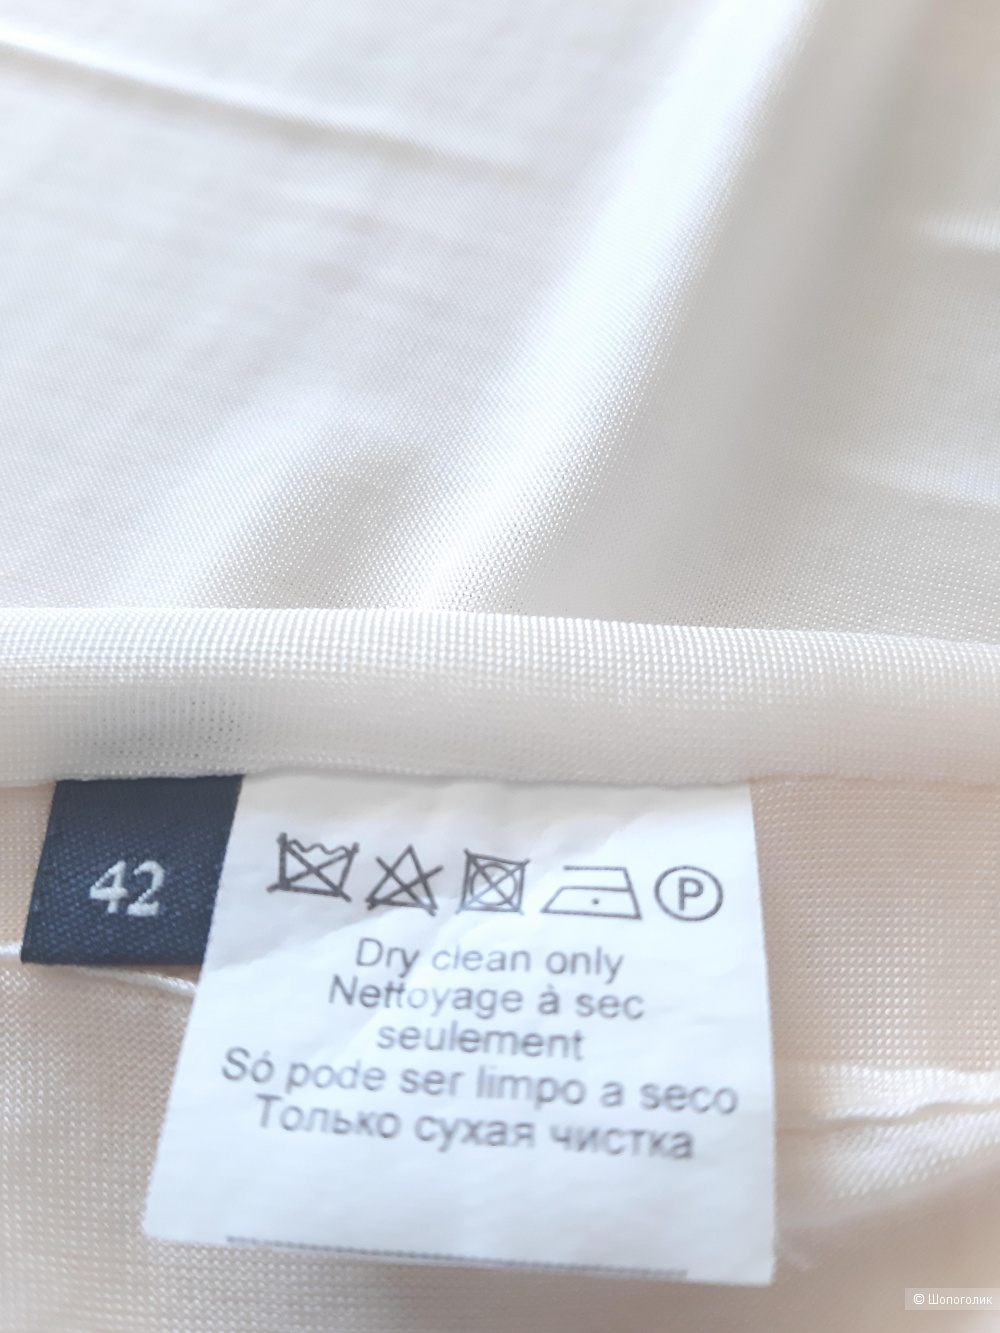 42
P
Dry clean only
Nettoyage à sec
seulement
Só pode ser limpo a seco
Только сухая чистка
© Шопоголик